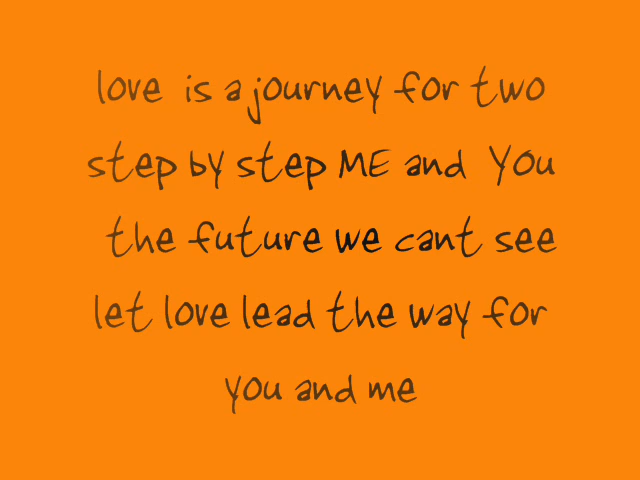 love is a journey for two
step by step ME and You
the future we cant see
let love lead the way for
you and me